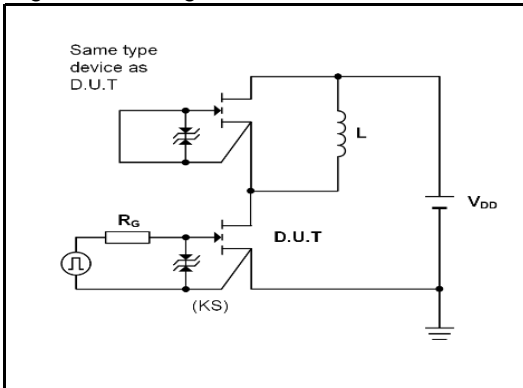 Same type
device as
D.U.T
L
V_DD
R_G
D.U.T
(KS)